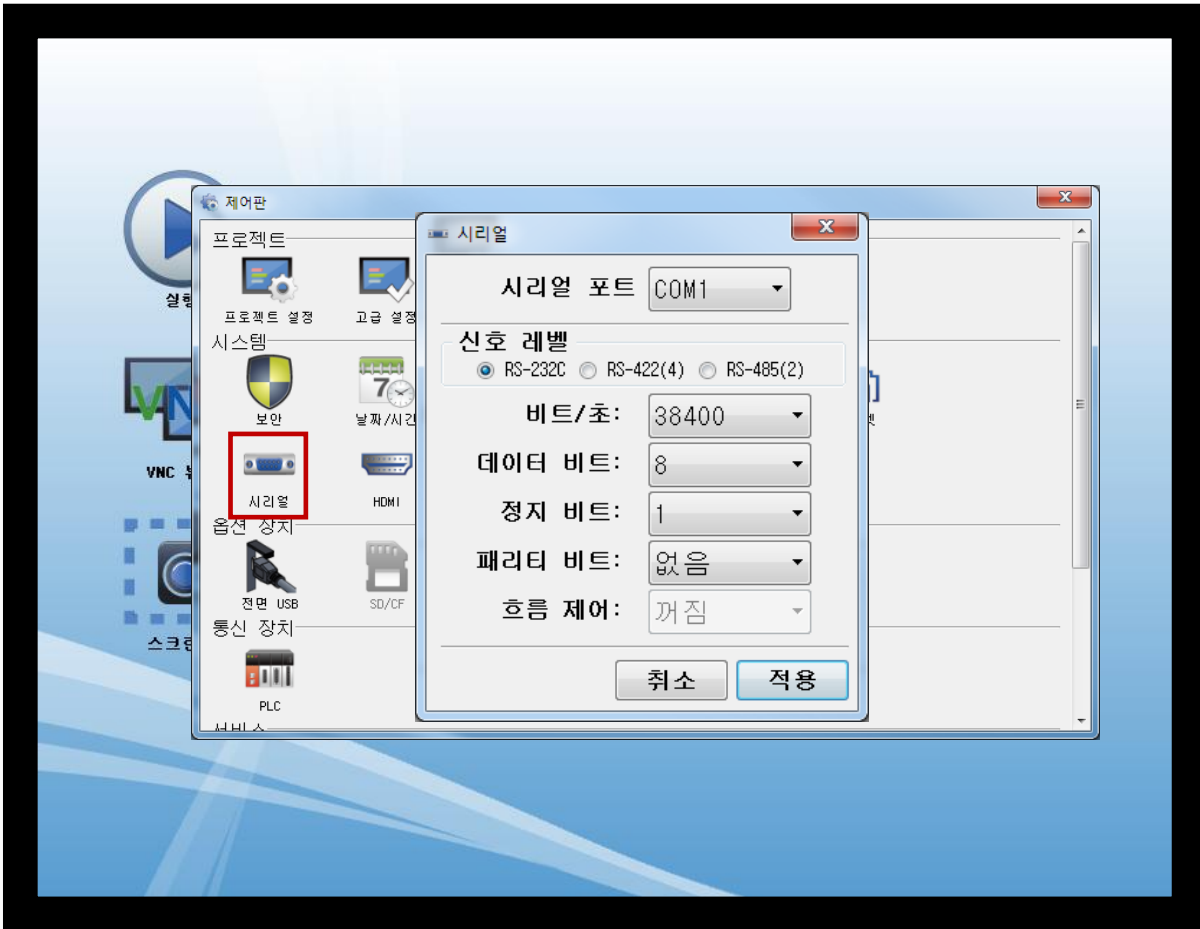 제어판
프로젝트
프로젝트 설정
고급 설정
시스템
보안
날짜/시간
시리얼
HDMI
옵션 장치
전면 USB
SD/CF
통신 장치
PLC
VNC
시리얼
시리얼 포트 COM1
신호 레벨
RS-232C RS-422(4) RS-485(2)
비트/초: 38400
데이터 비트: 8
정지 비트: 1
패리티 비트: 없음
흐름 제어: 꺼짐
취소 적용